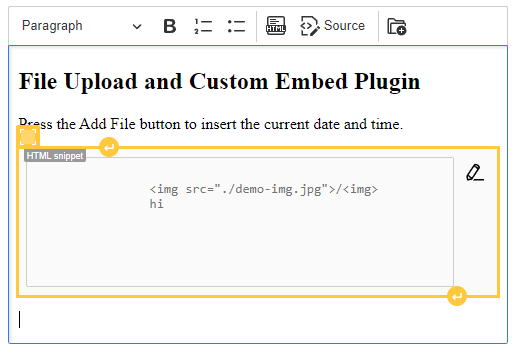 Paragraph
B
HTML
Source
File Upload and Custom Embed Plugin
Press the Add File button to insert the current date and time.
HTML snippet
<img src="./demo-img.jpg">/<img>
hi